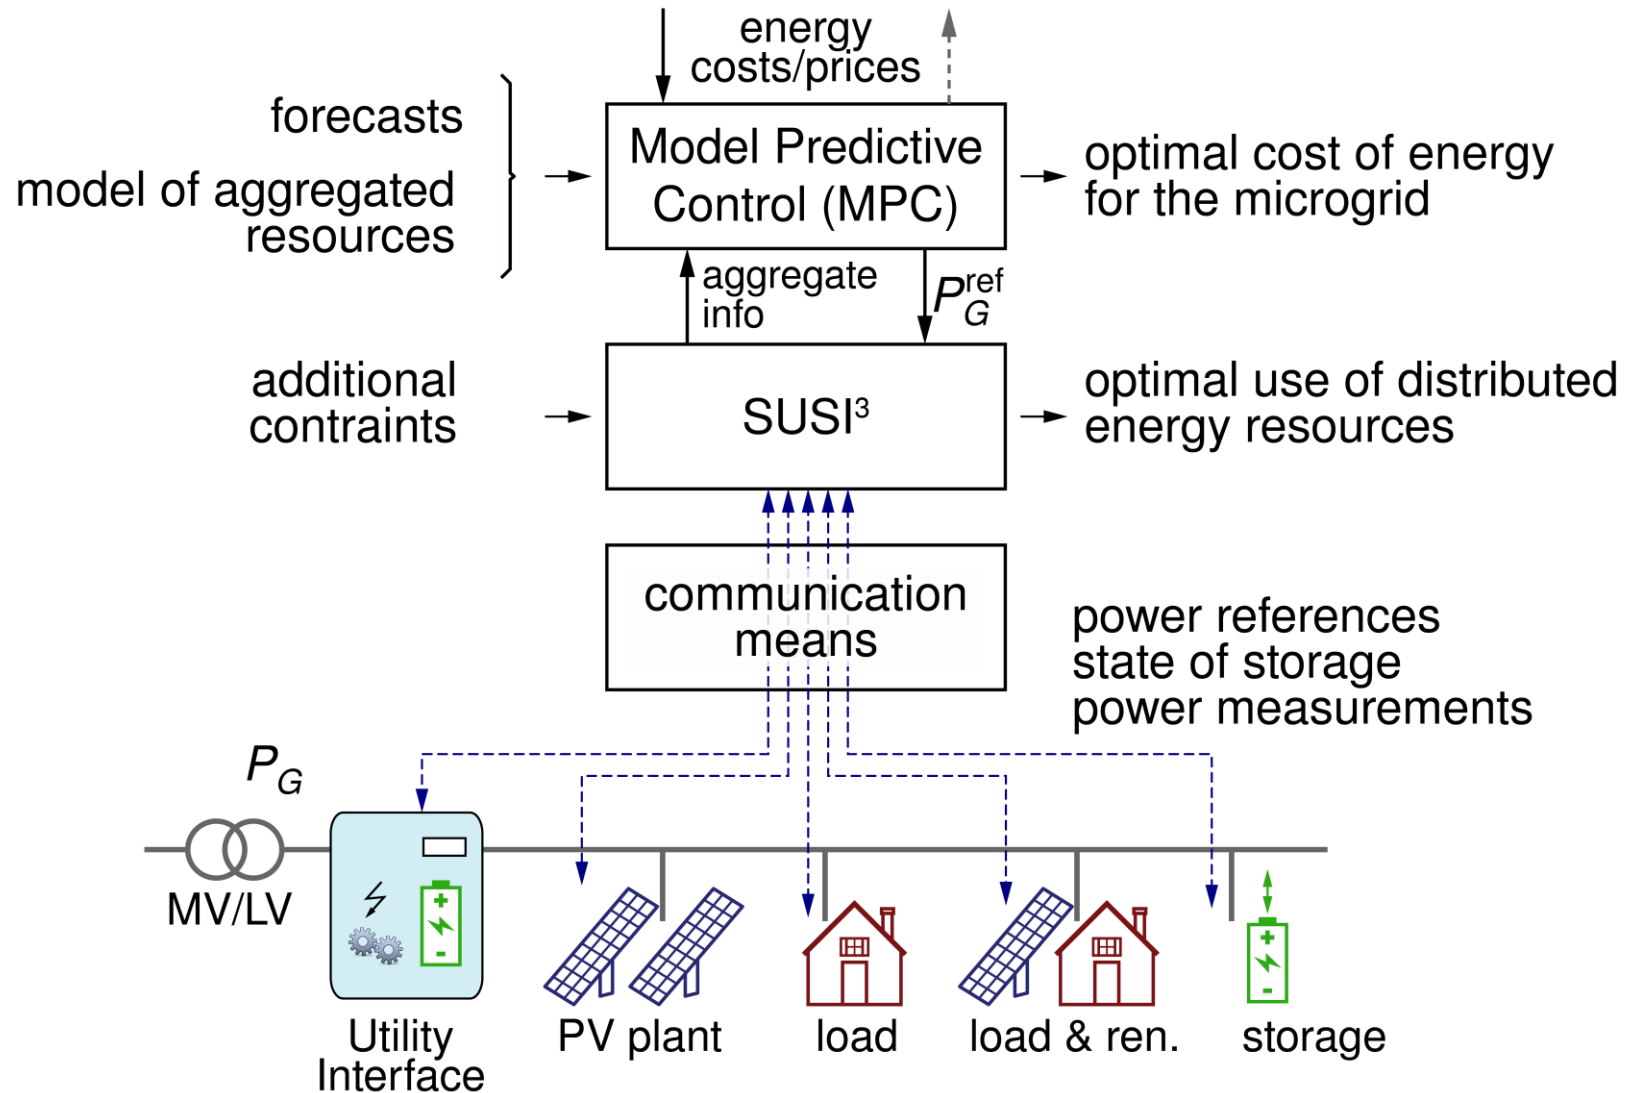 energy
costs/prices
forecasts
model of aggregated
resources
Model Predictive
Control (MPC)
optimal cost of energy
for the microgrid
aggregate
info
P_G^ref
additional
contraints
SUSI³
optimal use of distributed
energy resources
communication
means
power references
state of storage
power measurements
P_G
MV/LV
Utility
Interface
PV plant
load
load & ren.
storage